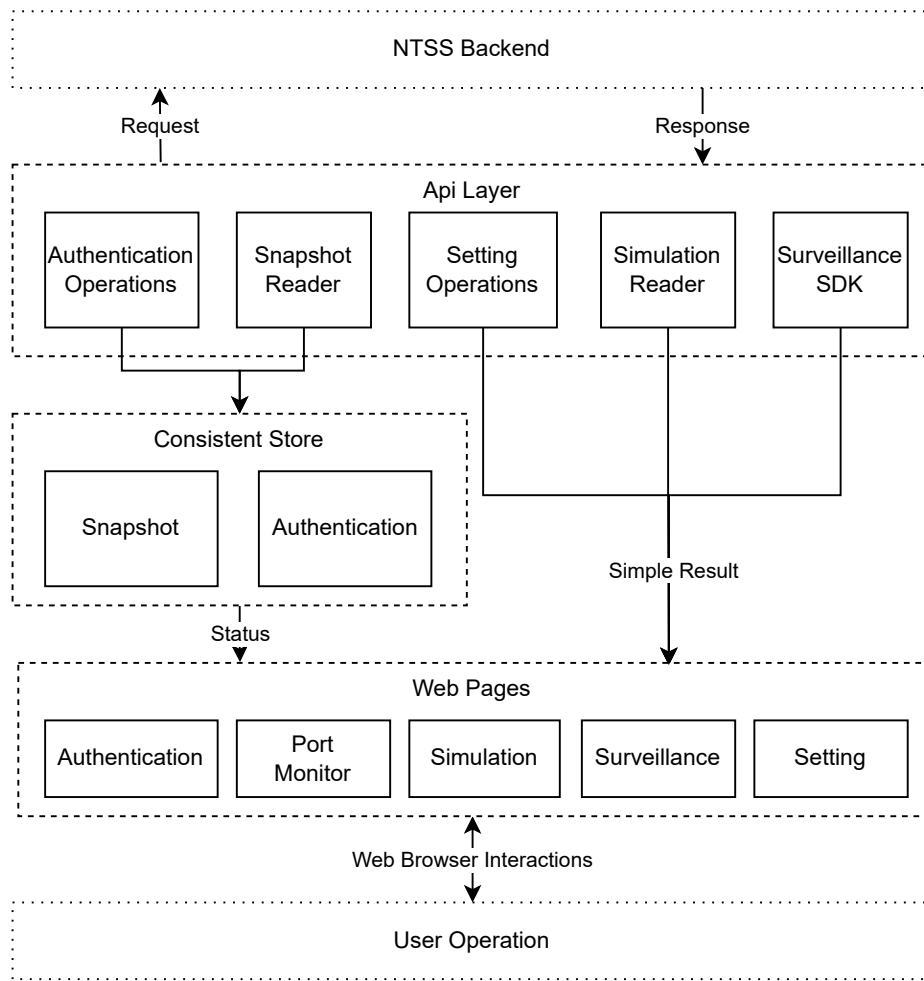 NTSS Backend
Request
Response
Api Layer
Authentication
Operations
Snapshot
Reader
Setting
Operations
Simulation
Reader
Surveillance
SDK
Consistent Store
Snapshot
Authentication
Simple Result
Status
Web Pages
Authentication
Port
Monitor
Simulation
Surveillance
Setting
Web Browser Interactions
User Operation